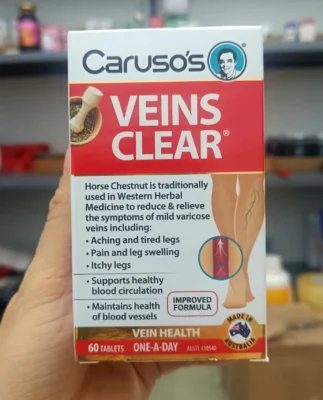 Caruso's
VEINS
CLEAR®
Horse Chestnut is traditionally
used in Western Herbal
Medicine to reduce & relieve
the symptoms of mild varicose
veins including:
• Aching and tired legs
• Pain and leg swelling
• Itchy legs
• Supports healthy
blood circulation
• Maintains health
of blood vessels
IMPROVED
FORMULA
MADE IN
AUSTRALIA
VEIN HEALTH
60 TABLETS ONE-A-DAY